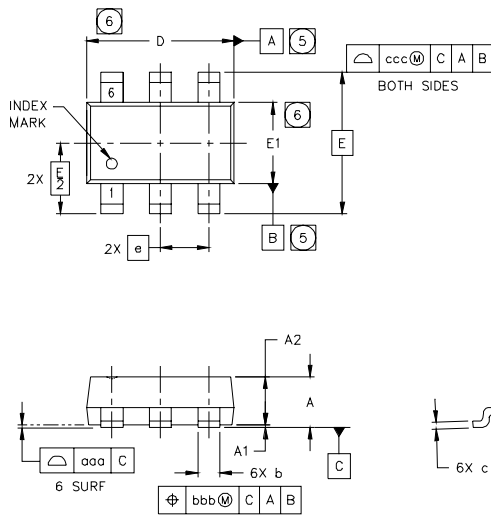 6
D
A 5
⌓ ccc Ⓜ C A B
BOTH SIDES
6
INDEX
MARK
6
E1
E
2X E/2
1
B 5
2X e
A2
A
A1
C
⌓ aaa C
6 SURF
6X b
⌖ bbb Ⓜ C A B
6X c